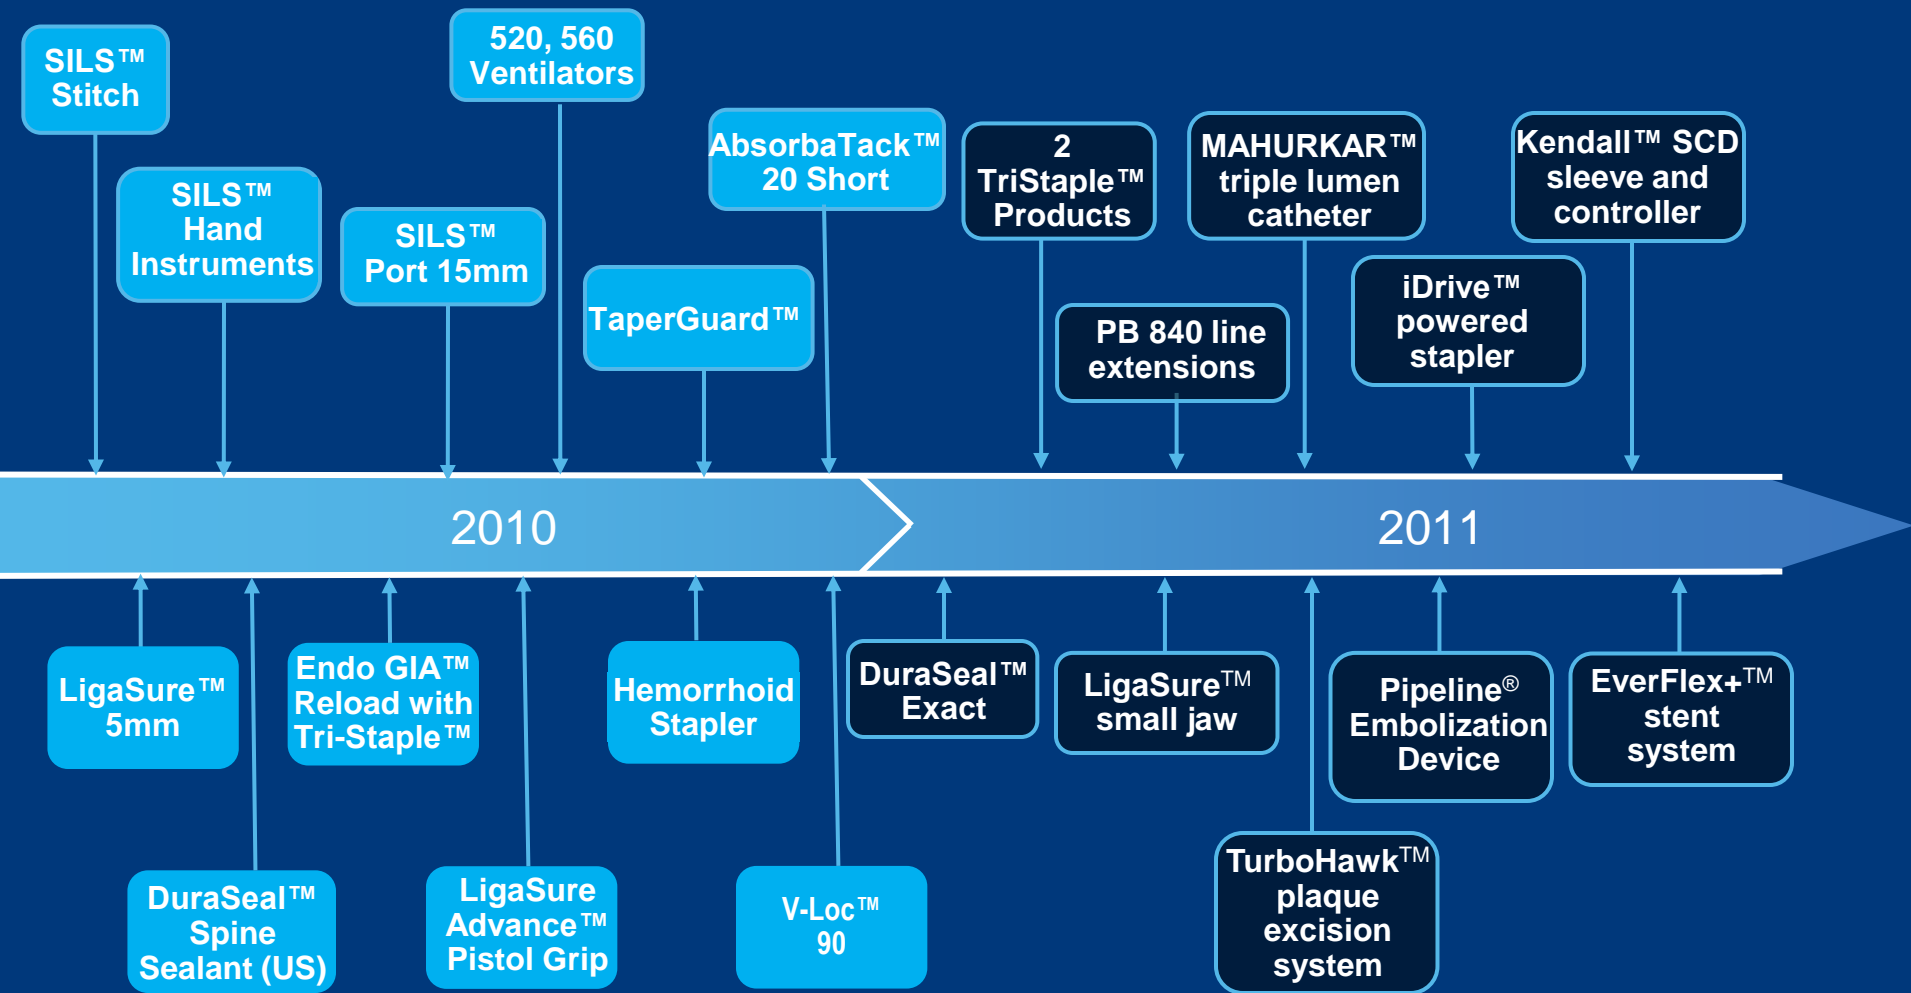 SILS™
Stitch
520, 560
Ventilators
SILS™
Hand
Instruments
SILS™
Port 15mm
TaperGuard™
AbsorbaTack™
20 Short
2
TriStaple™
Products
MAHURKAR™
triple lumen
catheter
Kendall™ SCD
sleeve and
controller
PB 840 line
extensions
iDrive™
powered
stapler
2010
2011
LigaSure™
5mm
Endo GIA™
Reload with
Tri-Staple™
Hemorrhoid
Stapler
DuraSeal™
Exact
LigaSure™
small jaw
Pipeline®
Embolization
Device
EverFlex+™
stent
system
DuraSeal™
Spine
Sealant (US)
LigaSure
Advance™
Pistol Grip
V-Loc™
90
TurboHawk™
plaque
excision
system